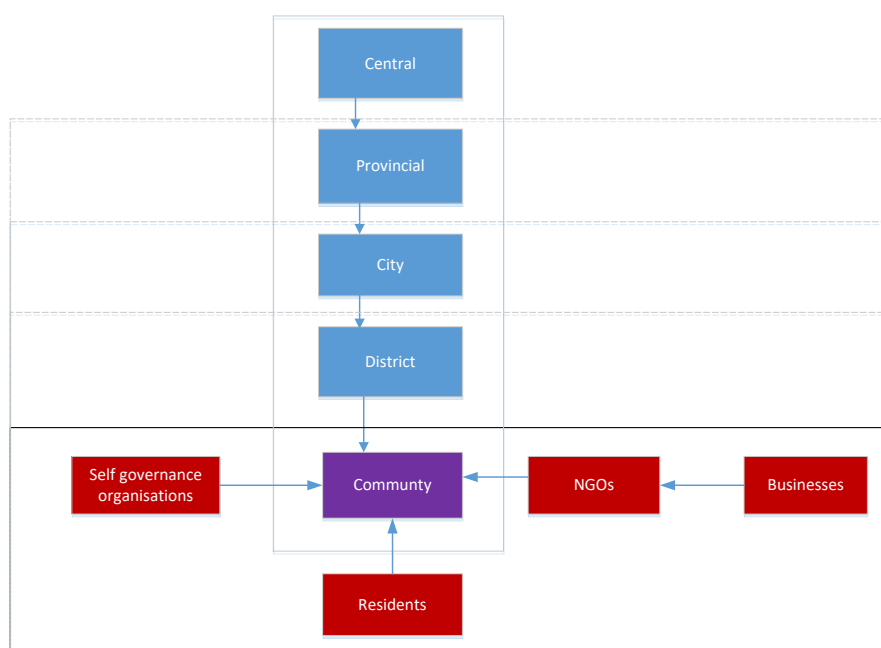 Central
Provincial
City
District
Self governance
organisations
Communty
NGOs
Businesses
Residents